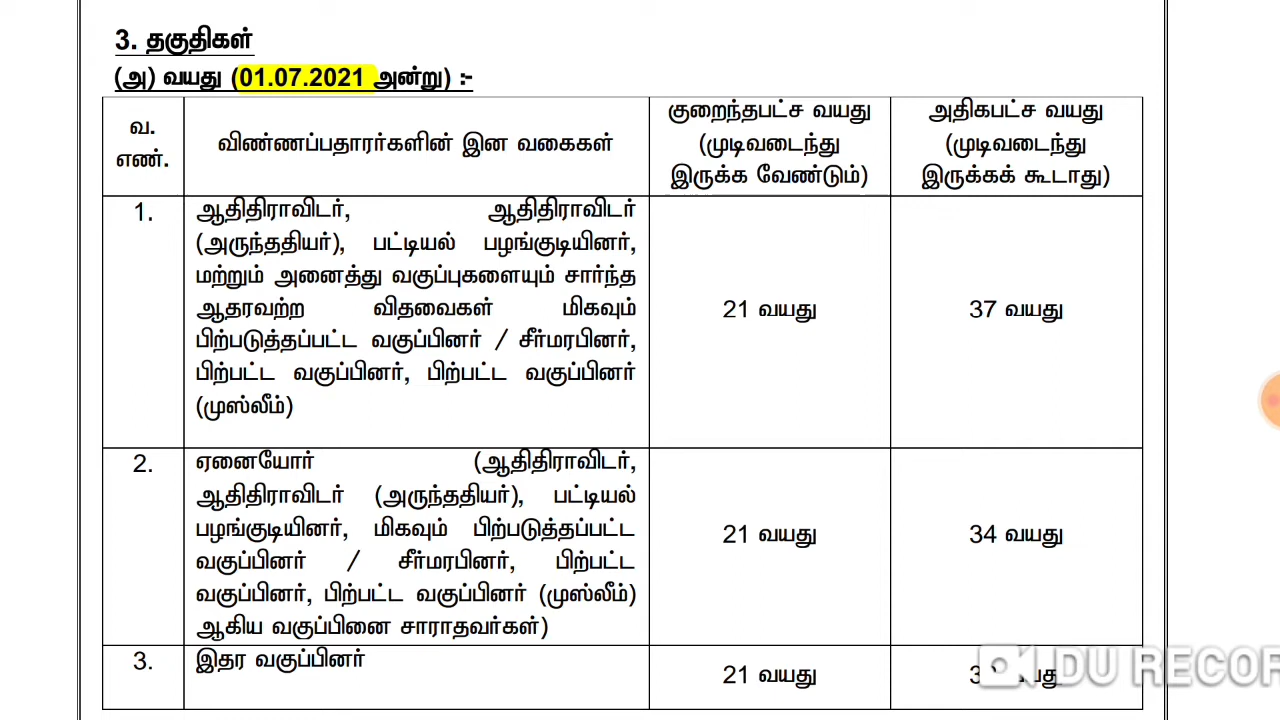 3. தகுதிகள்
(அ) வயது (01.07.2021 அன்று) :-
வ. எண்.
விண்ணப்பதாரர்களின் இன வகைகள்
குறைந்தபட்ச வயது
(முடிவடைந்து
இருக்க வேண்டும்)
அதிகபட்ச வயது
(முடிவடைந்து
இருக்கக் கூடாது)
1.
ஆதிதிராவிடர், ஆதிதிராவிடர்
(அருந்ததியர்), பட்டியல் பழங்குடியினர்,
மற்றும் அனைத்து வகுப்புகளையும் சார்ந்த
ஆதரவற்ற விதவைகள் மிகவும்
பிற்படுத்தப்பட்ட வகுப்பினர் / சீர்மரபினர்,
பிற்பட்ட வகுப்பினர், பிற்பட்ட வகுப்பினர்
(முஸ்லீம்)
21 வயது
37 வயது
2.
ஏனையோர் (ஆதிதிராவிடர்,
ஆதிதிராவிடர் (அருந்ததியர்), பட்டியல்
பழங்குடியினர், மிகவும் பிற்படுத்தப்பட்ட
வகுப்பினர் / சீர்மரபினர், பிற்பட்ட
வகுப்பினர், பிற்பட்ட வகுப்பினர் (முஸ்லீம்)
ஆகிய வகுப்பினை சாராதவர்கள்)
21 வயது
34 வயது
3.
இதர வகுப்பினர்
21 வயது
DU RECOR